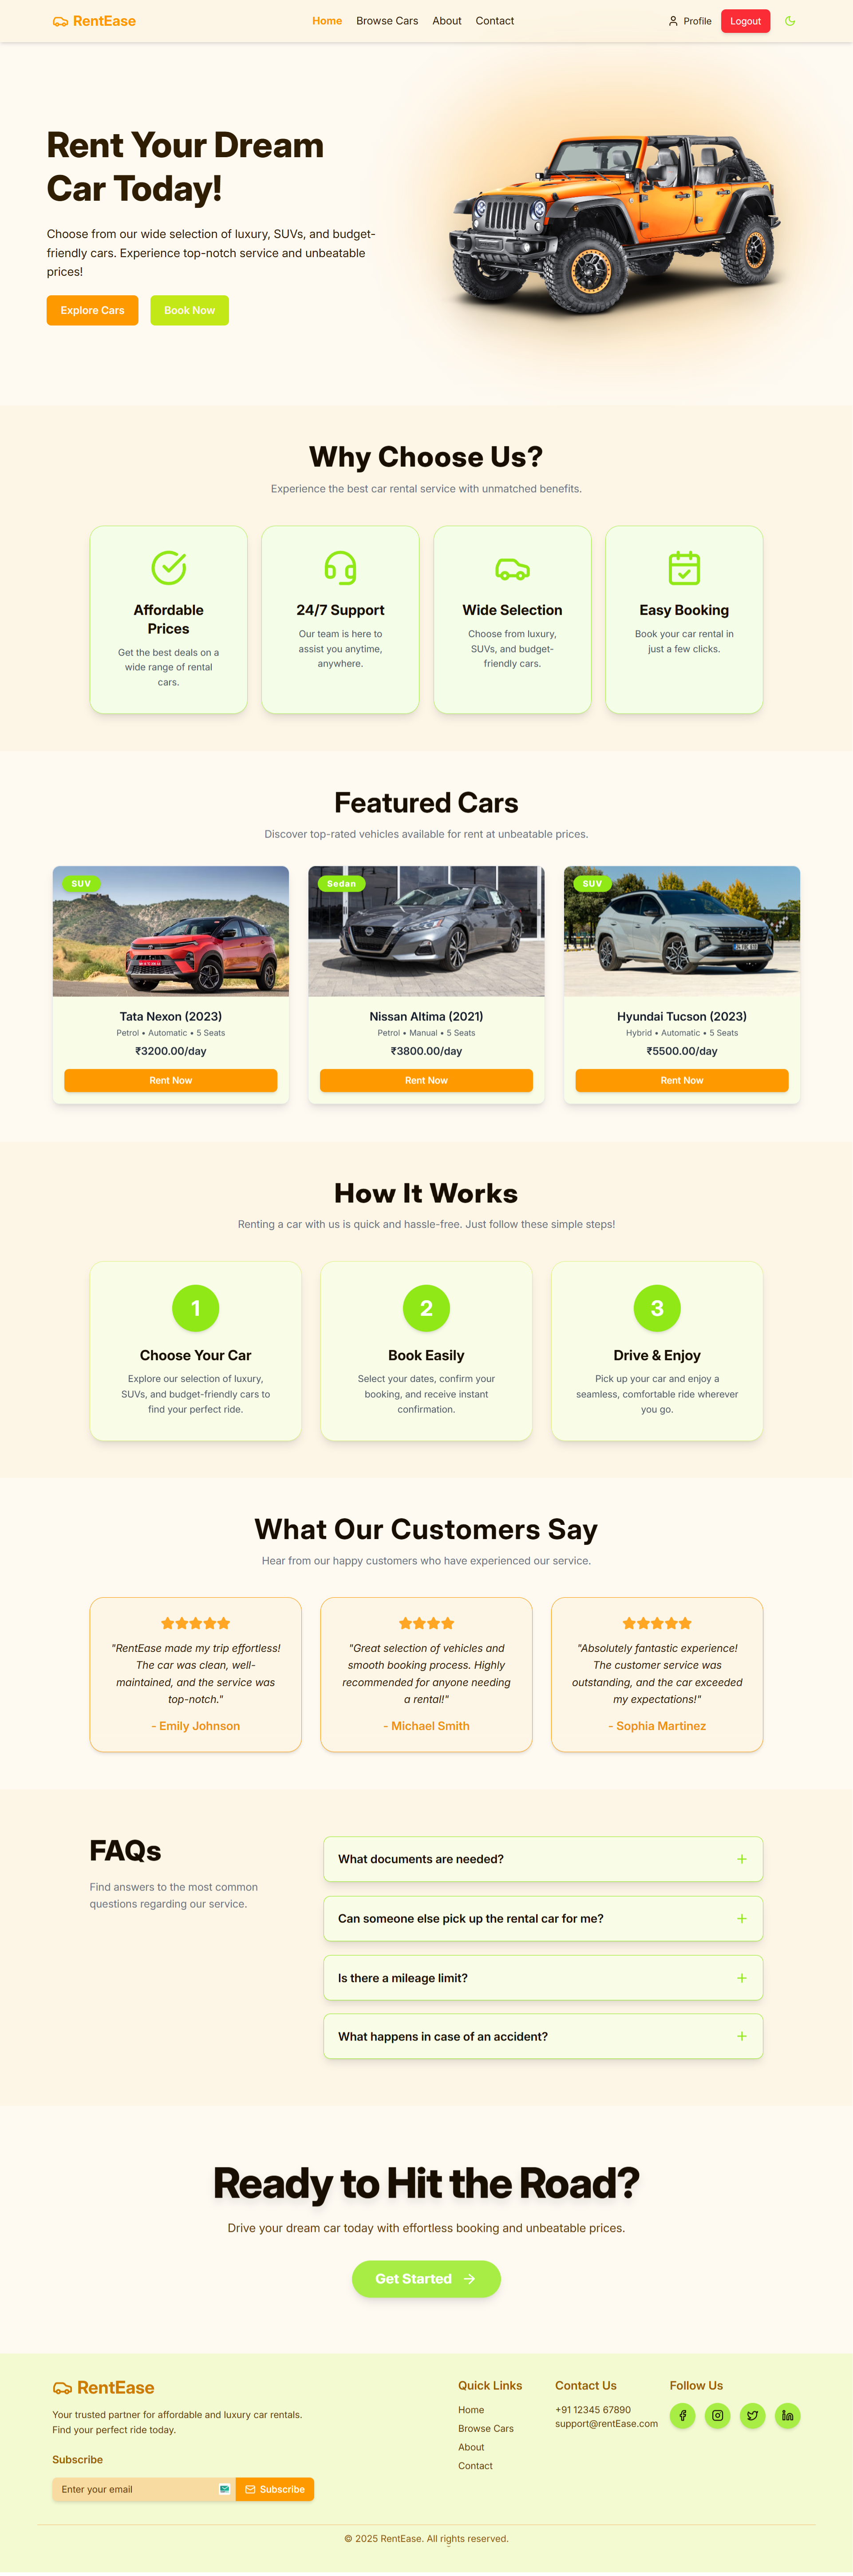 RentEase
Home
Browse Cars
About
Contact
Profile
Logout
Rent Your Dream
Car Today!
Choose from our wide selection of luxury, SUVs, and budget-
friendly cars. Experience top-notch service and unbeatable
prices!
Explore Cars
Book Now
Why Choose Us?
Experience the best car rental service with unmatched benefits.
Affordable
Prices
Get the best deals on a
wide range of rental
cars.
24/7 Support
Our team is here to
assist you anytime,
anywhere.
Wide Selection
Choose from luxury,
SUVs, and budget-
friendly cars.
Easy Booking
Book your car rental in
just a few clicks.
Featured Cars
Discover top-rated vehicles available for rent at unbeatable prices.
SUV
Tata Nexon (2023)
Petrol • Automatic • 5 Seats
₹3200.00/day
Rent Now
Sedan
Nissan Altima (2021)
Petrol • Manual • 5 Seats
₹3800.00/day
Rent Now
SUV
Hyundai Tucson (2023)
Hybrid • Automatic • 5 Seats
₹5500.00/day
Rent Now
How It Works
Renting a car with us is quick and hassle-free. Just follow these simple steps!
1
Choose Your Car
Explore our selection of luxury,
SUVs, and budget-friendly cars to
find your perfect ride.
2
Book Easily
Select your dates, confirm your
booking, and receive instant
confirmation.
3
Drive & Enjoy
Pick up your car and enjoy a
seamless, comfortable ride wherever
you go.
What Our Customers Say
Hear from our happy customers who have experienced our service.
"RentEase made my trip effortless!
The car was clean, well-
maintained, and the service was
top-notch."
- Emily Johnson
"Great selection of vehicles and
smooth booking process. Highly
recommended for anyone needing
a rental!"
- Michael Smith
"Absolutely fantastic experience!
The customer service was
outstanding, and the car exceeded
my expectations!"
- Sophia Martinez
FAQs
Find answers to the most common
questions regarding our service.
What documents are needed?
Can someone else pick up the rental car for me?
Is there a mileage limit?
What happens in case of an accident?
Ready to Hit the Road?
Drive your dream car today with effortless booking and unbeatable prices.
Get Started
RentEase
Your trusted partner for affordable and luxury car rentals.
Find your perfect ride today.
Subscribe
Enter your email
Subscribe
Quick Links
Home
Browse Cars
About
Contact
Contact Us
+91 12345 67890
support@rentEase.com
Follow Us
© 2025 RentEase. All rights reserved.